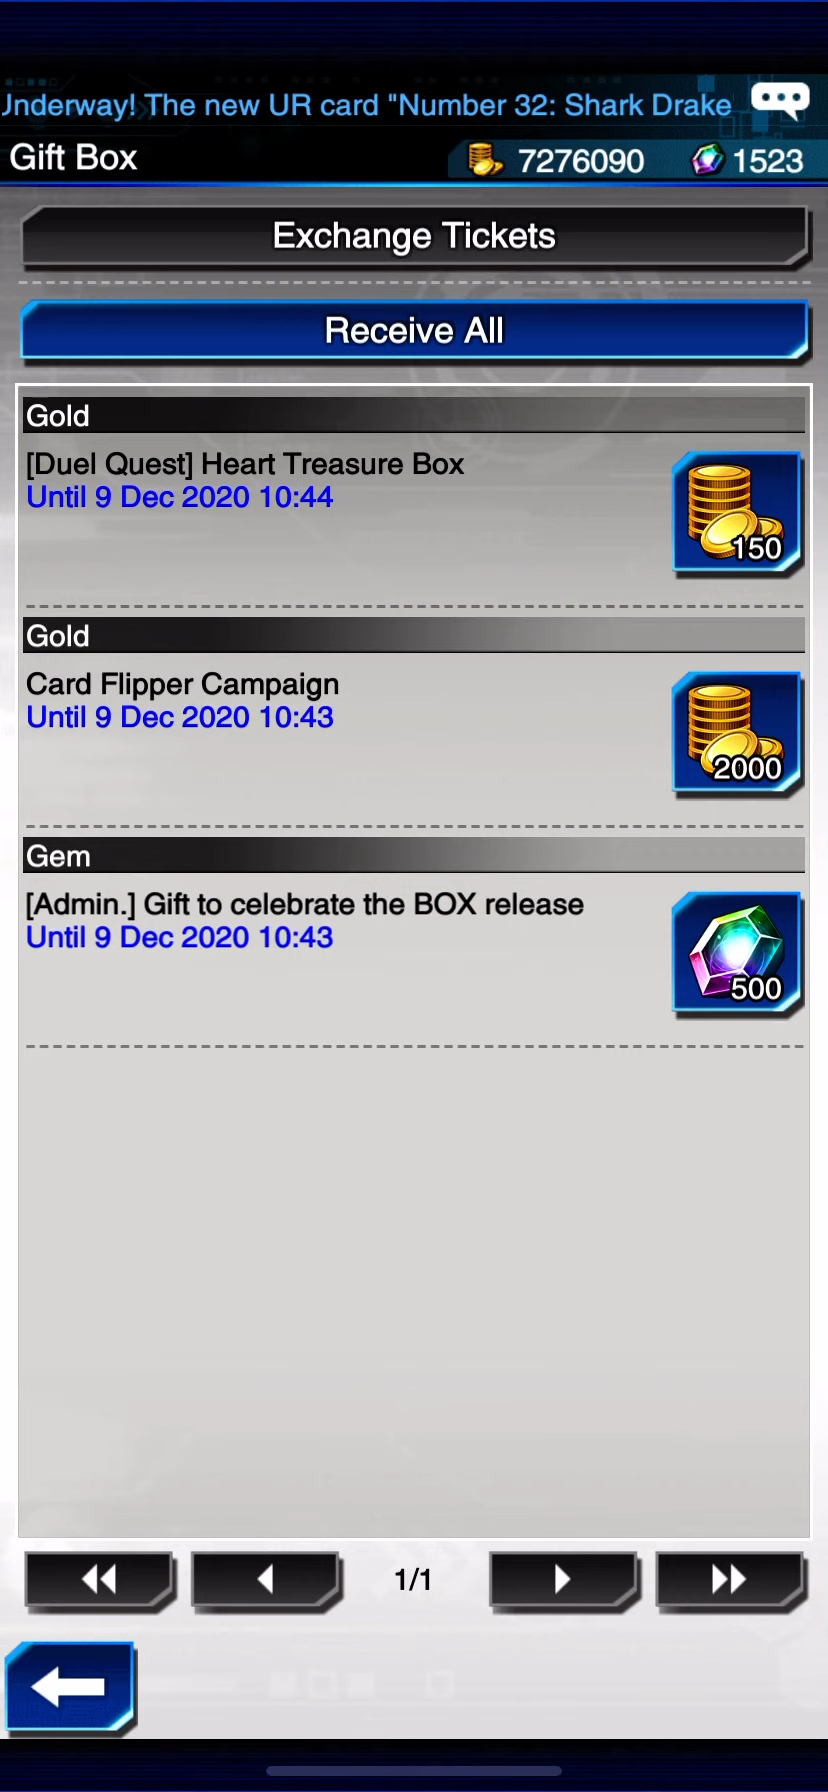 Underway! The new UR card "Number 32: Shark Drake
Gift Box
7276090
1523
Exchange Tickets
Receive All
Gold
[Duel Quest] Heart Treasure Box
Until 9 Dec 2020 10:44
150
Gold
Card Flipper Campaign
Until 9 Dec 2020 10:43
2000
Gem
[Admin.] Gift to celebrate the BOX release
Until 9 Dec 2020 10:43
500
1/1